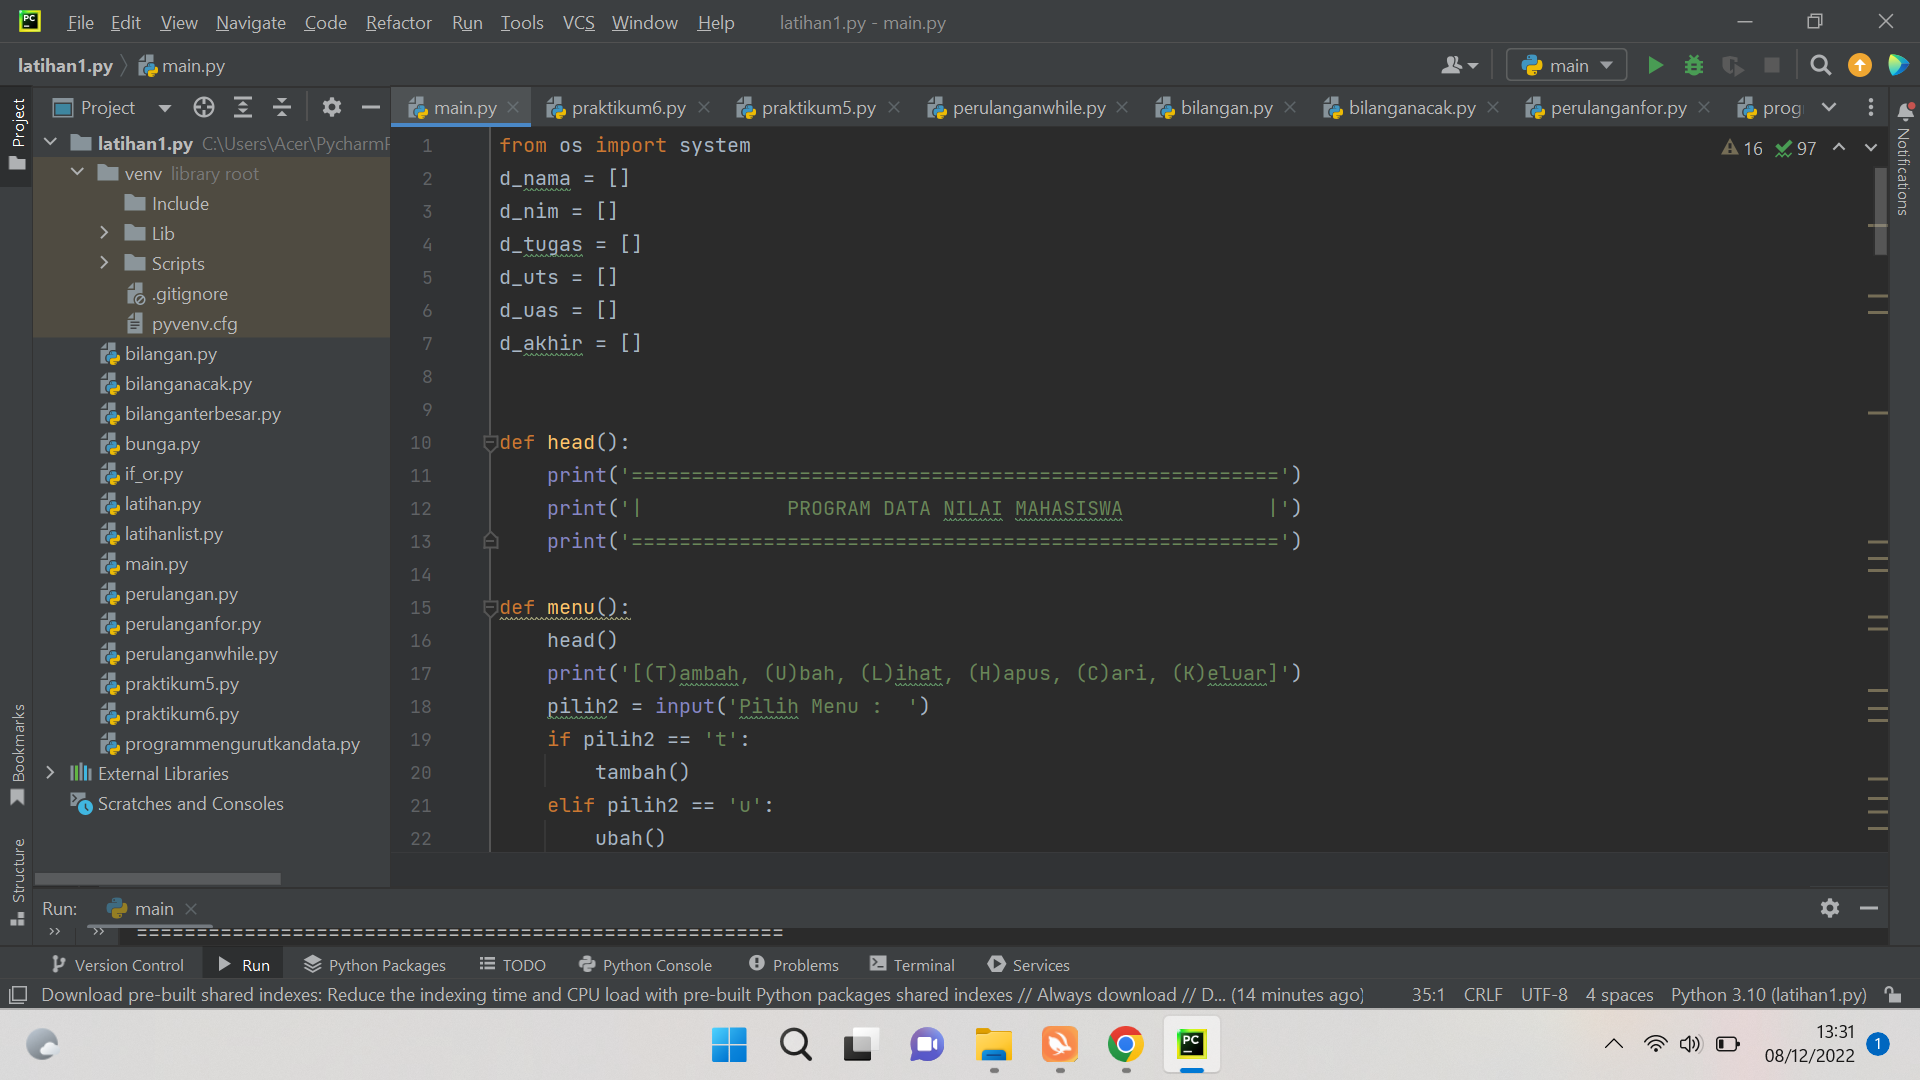 File Edit View Navigate Code Refactor Run Tools VCS Window Help latihan1.py - main.py
latihan1.py main.py main
Project main.py praktikum6.py praktikum5.py perulanganwhile.py bilangan.py bilanganacak.py perulanganfor.py prog
Project
latihan1.py C:\Users\Acer\Pycharm
venv library root
Include
Lib
Scripts
.gitignore
pyvenv.cfg
bilangan.py
bilanganacak.py
bilanganterbesar.py
bunga.py
if_or.py
latihan.py
latihanlist.py
main.py
perulangan.py
perulanganfor.py
perulanganwhile.py
praktikum5.py
praktikum6.py
programmengurutkandata.py
External Libraries
Scratches and Consoles
Bookmarks
Structure
16 97
Notifications
1 from os import system
2 d_nama = []
3 d_nim = []
4 d_tugas = []
5 d_uts = []
6 d_uas = []
7 d_akhir = []
8
9
10 def head():
11     print('======================================================')
12     print('|            PROGRAM DATA NILAI MAHASISWA            |')
13     print('======================================================')
14
15 def menu():
16     head()
17     print('[(T)ambah, (U)bah, (L)ihat, (H)apus, (C)ari, (K)eluar]')
18     pilih2 = input('Pilih Menu :  ')
19     if pilih2 == 't':
20         tambah()
21     elif pilih2 == 'u':
22         ubah()
Run: main
>> >> ======================================================
Version Control Run Python Packages TODO Python Console Problems Terminal Services
Download pre-built shared indexes: Reduce the indexing time and CPU load with pre-built Python packages shared indexes // Always download // D... (14 minutes ago) 35:1 CRLF UTF-8 4 spaces Python 3.10 (latihan1.py)
PC
13:31
08/12/2022
1